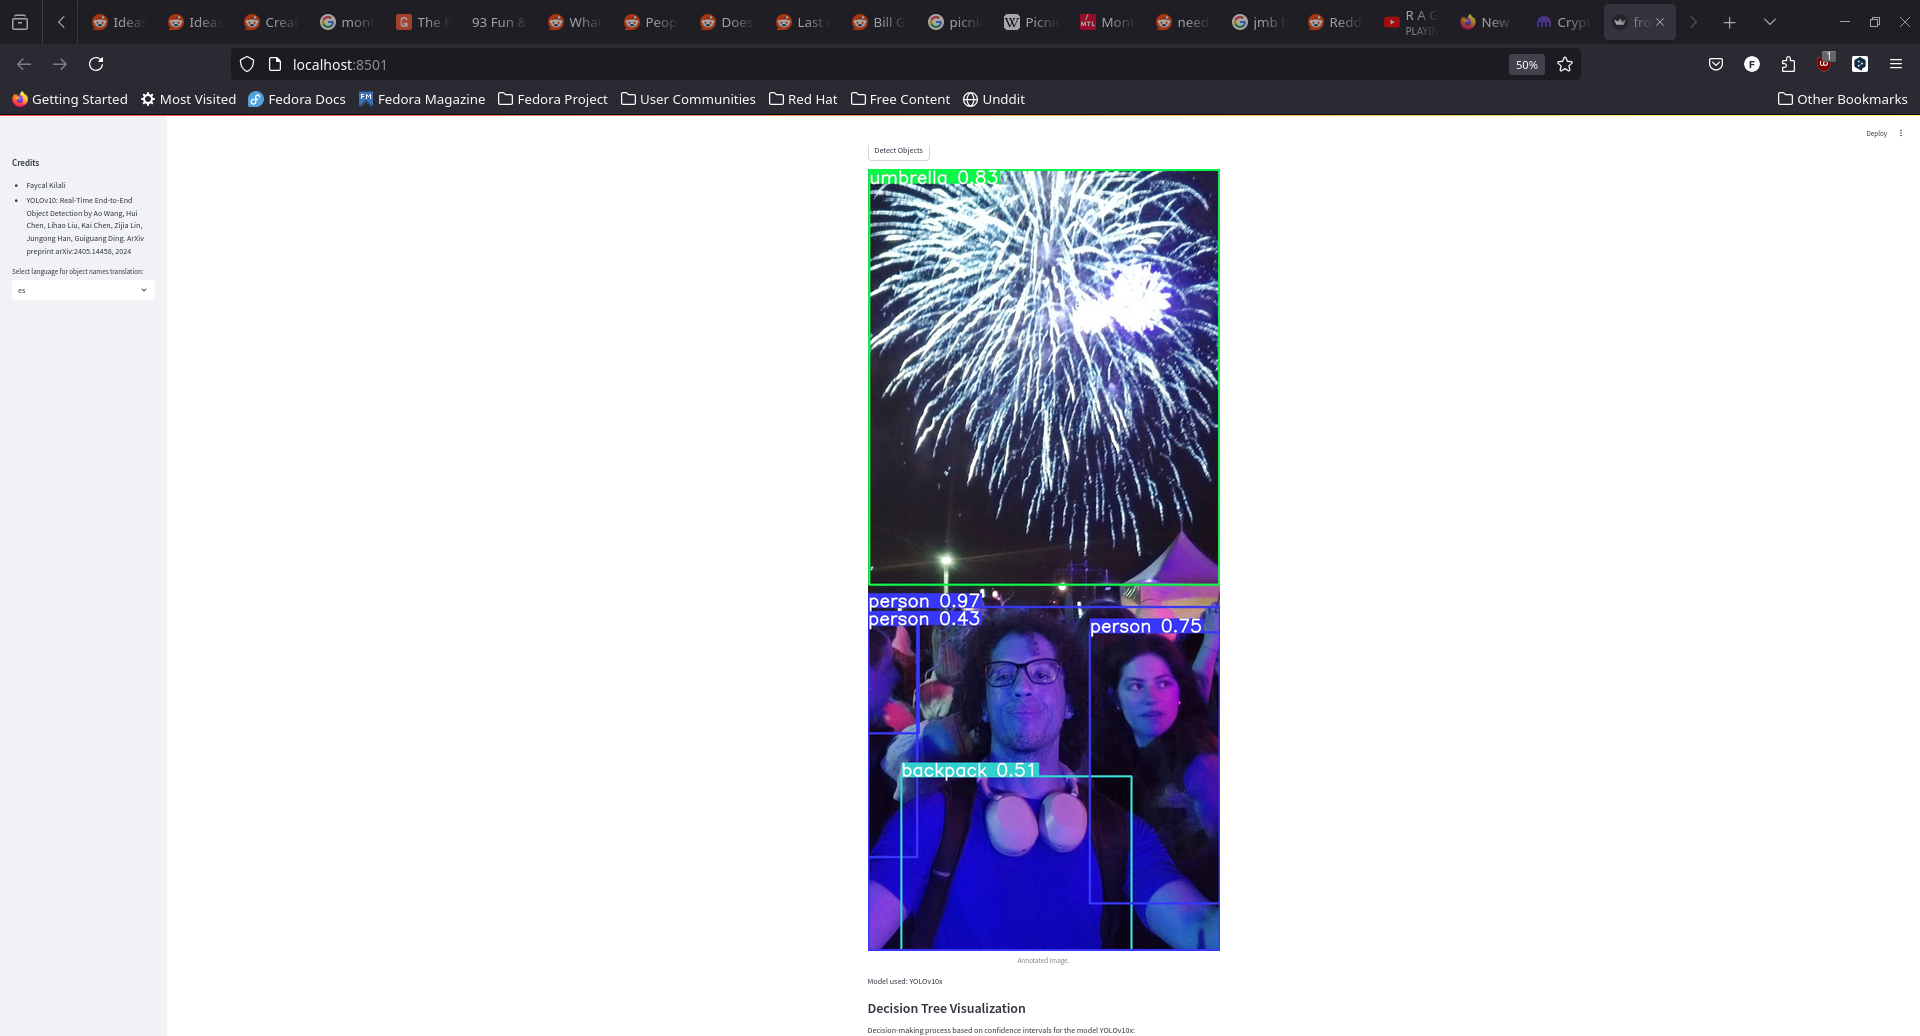 Ideas
Ideas
Creat
mont
The E
93 Fun &
What
Peop
Does
Last r
Bill G
picni
Picni
MTL
Mont
need
jmb
Redd
R A G
PLAYIN
New
Crypt
fro
localhost:8501
50%
F
1
Getting Started
Most Visited
Fedora Docs
FM
Fedora Magazine
Fedora Project
User Communities
Red Hat
Free Content
Unddit
Other Bookmarks
Deploy
Credits
Faycal Kilali
YOLOv10: Real-Time End-to-End
Object Detection by Ao Wang, Hui
Chen, Lihao Liu, Kai Chen, Zijia Lin,
Jungong Han, Guiguang Ding. ArXiv
preprint arXiv:2405.14458, 2024
Select language for object names translation:
es
Detect Objects
umbrella 0.83
person 0.97
person 0.43
person 0.75
backpack 0.51
Annotated Image.
Model used: YOLOv10x
Decision Tree Visualization
Decision-making process based on confidence intervals for the model YOLOv10x: